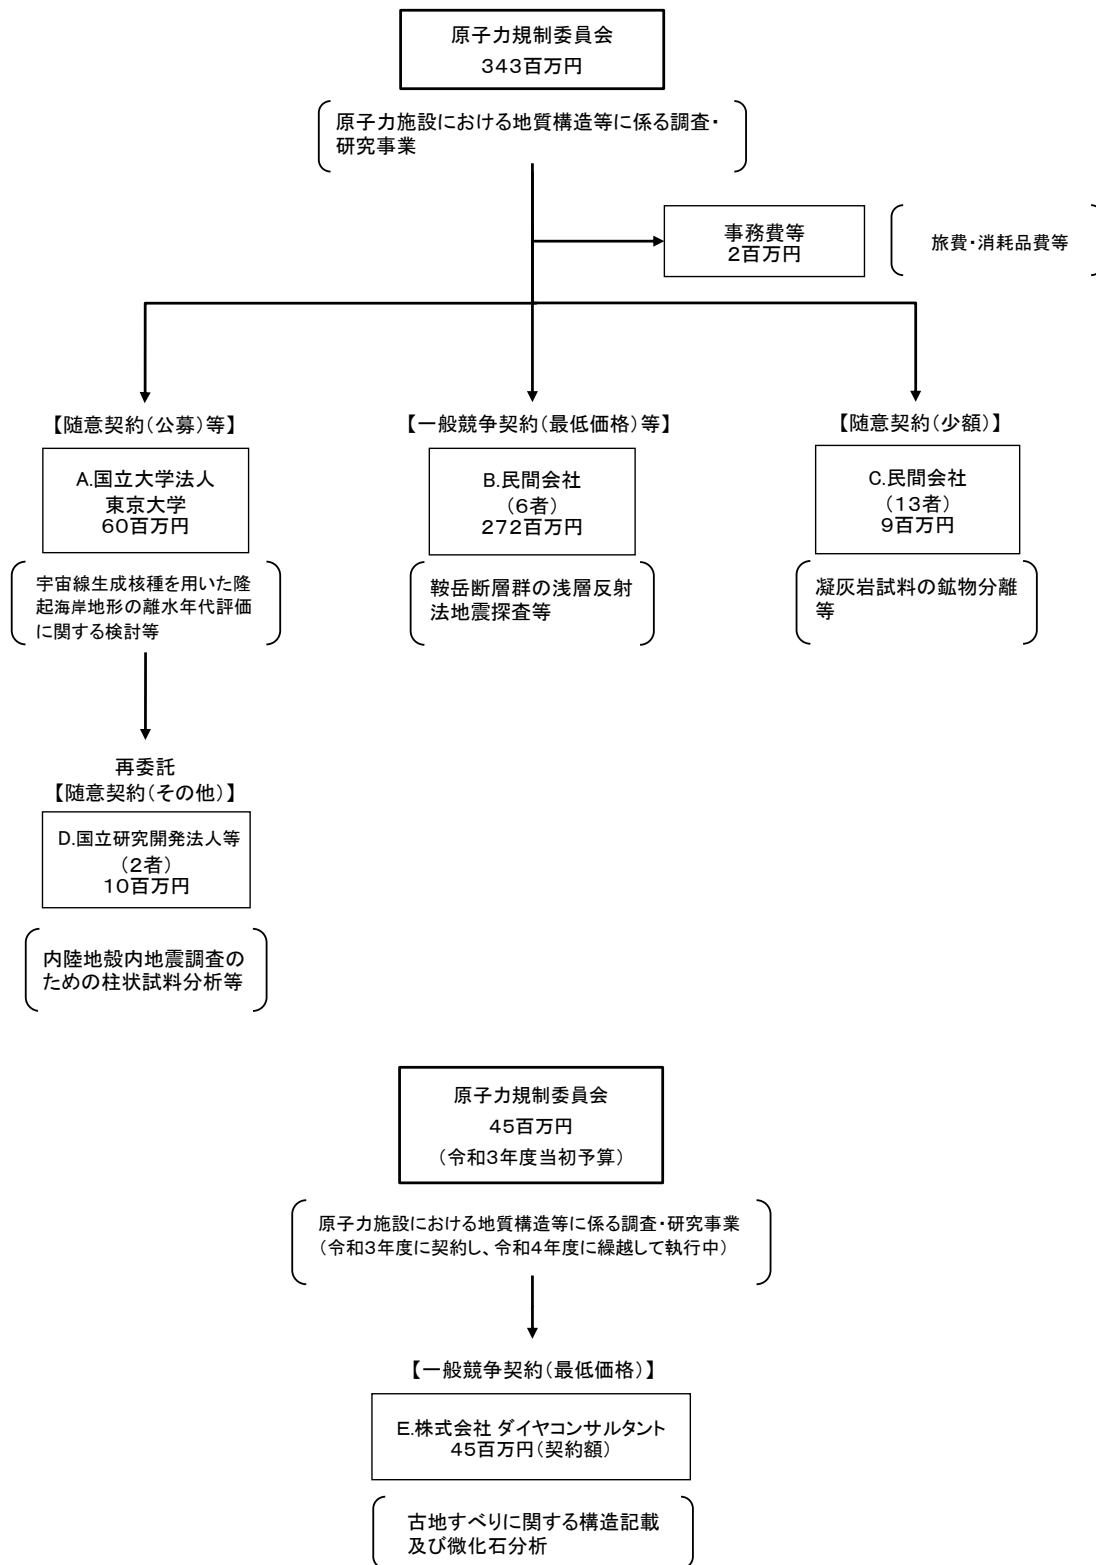 原子力規制委員会
343百万円
原子力施設における地質構造等に係る調査・
研究事業
事務費等
2百万円
旅費・消耗品費等
【随意契約(公募)等】
A.国立大学法人
東京大学
60百万円
宇宙線生成核種を用いた隆
起海岸地形の離水年代評価
に関する検討等
【一般競争契約(最低価格)等】
B.民間会社
(6者)
272百万円
鞍岳断層群の浅層反射
法地震探査等
【随意契約(少額)】
C.民間会社
(13者)
9百万円
凝灰岩試料の鉱物分離
等
再委託
【随意契約(その他)】
D.国立研究開発法人等
(2者)
10百万円
内陸地殻内地震調査の
ための柱状試料分析等
原子力規制委員会
45百万円
(令和3年度当初予算)
原子力施設における地質構造等に係る調査・研究事業
(令和3年度に契約し、令和4年度に繰越して執行中)
【一般競争契約(最低価格)】
E.株式会社 ダイヤコンサルタント
45百万円(契約額)
古地すべりに関する構造記載
及び微化石分析